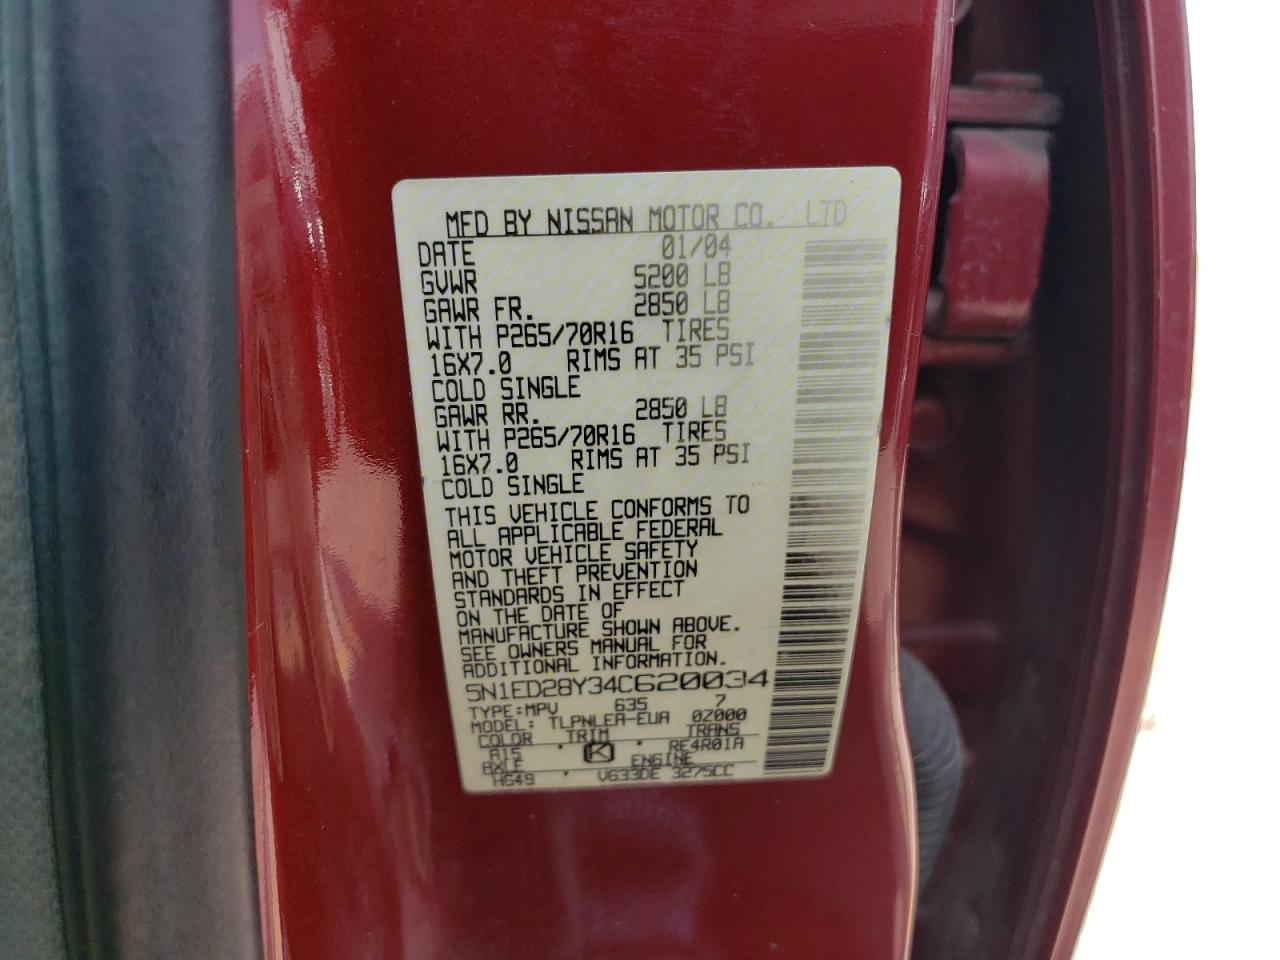 MFD BY NISSAN MOTOR CO. LTD
DATE 01/04
GVWR 5200 LB
GAWR FR. 2850 LB
WITH P265/70R16 TIRES
16X7.0 RIMS AT 35 PSI
COLD SINGLE
GAWR RR. 2850 LB
WITH P265/70R16 TIRES
16X7.0 RIMS AT 35 PSI
COLD SINGLE
THIS VEHICLE CONFORMS TO
ALL APPLICABLE FEDERAL
MOTOR VEHICLE SAFETY
AND THEFT PREVENTION
STANDARDS IN EFFECT
ON THE DATE OF
MANUFACTURE SHOWN ABOVE.
SEE OWNERS MANUAL FOR
ADDITIONAL INFORMATION.
5N1ED28Y34C620034
TYPE:MPV 635 7
MODEL: TLPNLEA-EUA 0Z000
COLOR TRIM TRANS
A15 · K · RE4R01A
AXLE ENGINE
HG49 · VG33DE 3275CC